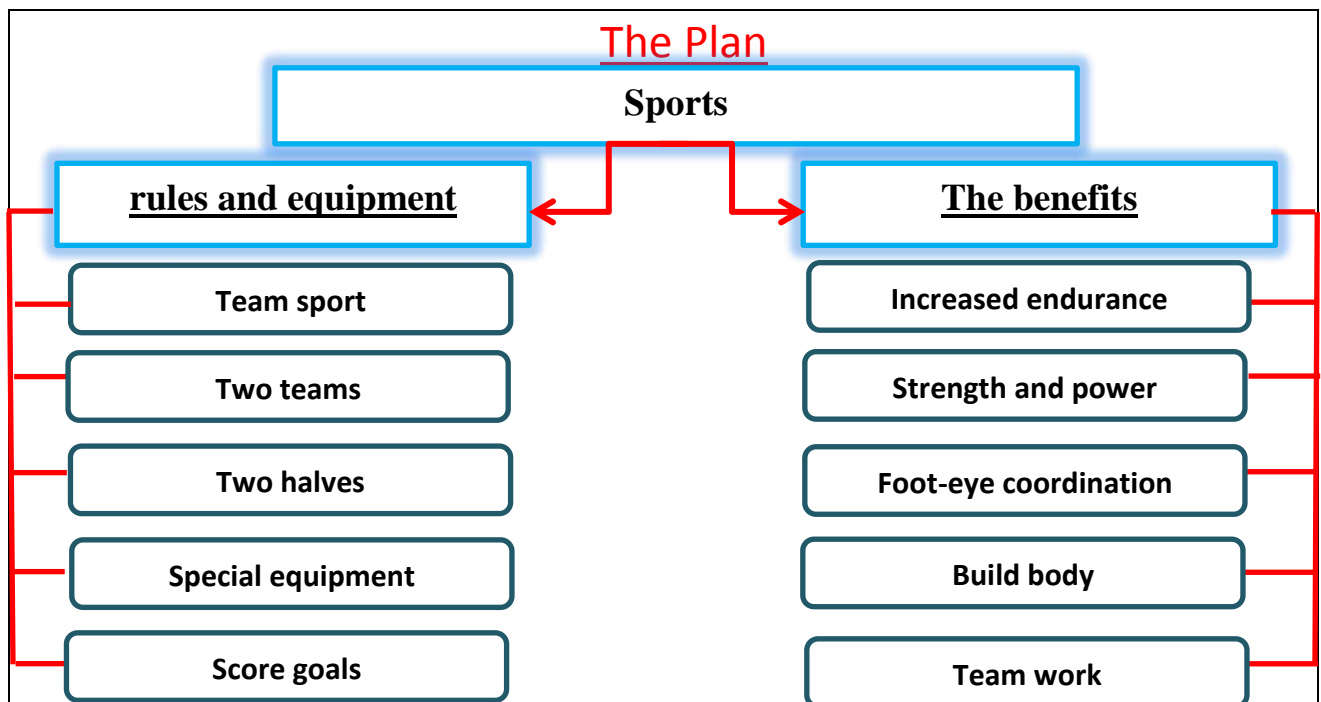 The Plan
Sports
rules and equipment
Team sport
Two teams
Two halves
Special equipment
Score goals
The benefits
Increased endurance
Strength and power
Foot-eye coordination
Build body
Team work